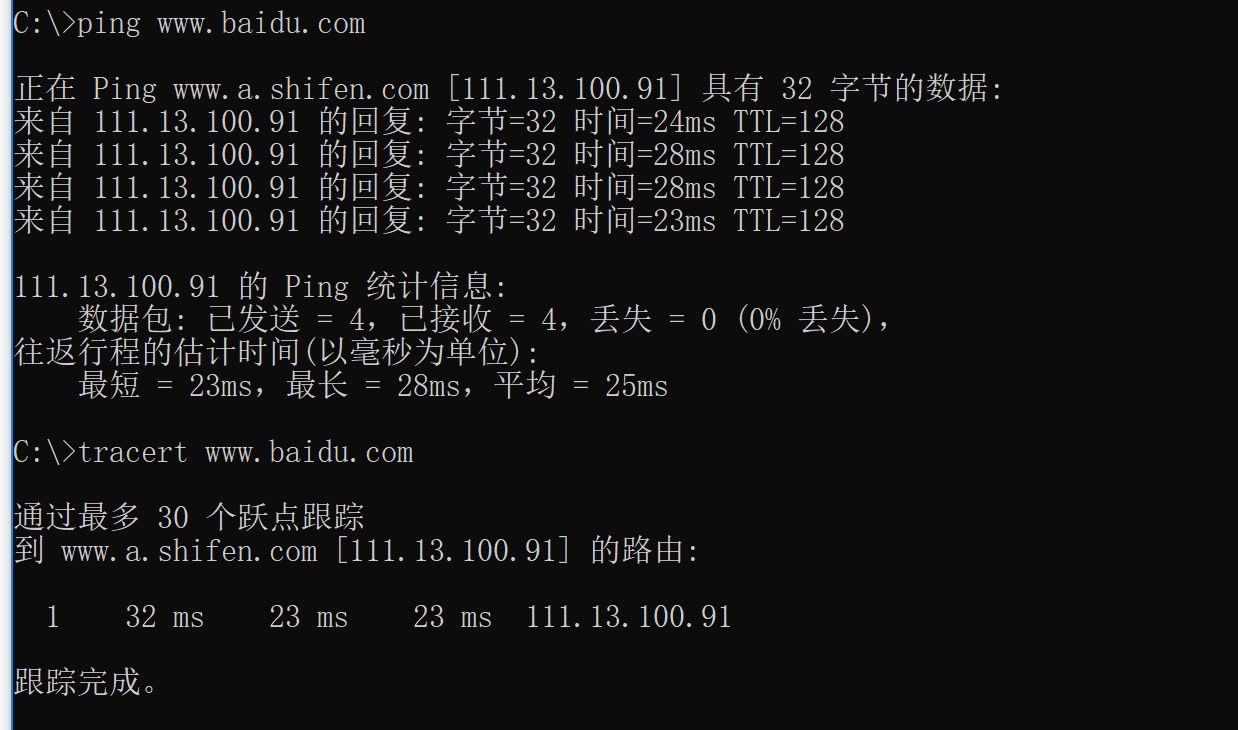 C:\>ping www.baidu.com
正在 Ping www.a.shifen.com [111.13.100.91] 具有 32 字节的数据:
来自 111.13.100.91 的回复: 字节=32 时间=24ms TTL=128
来自 111.13.100.91 的回复: 字节=32 时间=28ms TTL=128
来自 111.13.100.91 的回复: 字节=32 时间=28ms TTL=128
来自 111.13.100.91 的回复: 字节=32 时间=23ms TTL=128
111.13.100.91 的 Ping 统计信息:
    数据包: 已发送 = 4，已接收 = 4，丢失 = 0 (0% 丢失)，
往返行程的估计时间(以毫秒为单位):
    最短 = 23ms，最长 = 28ms，平均 = 25ms
C:\>tracert www.baidu.com
通过最多 30 个跃点跟踪
到 www.a.shifen.com [111.13.100.91] 的路由:
  1    32 ms    23 ms    23 ms  111.13.100.91
跟踪完成。